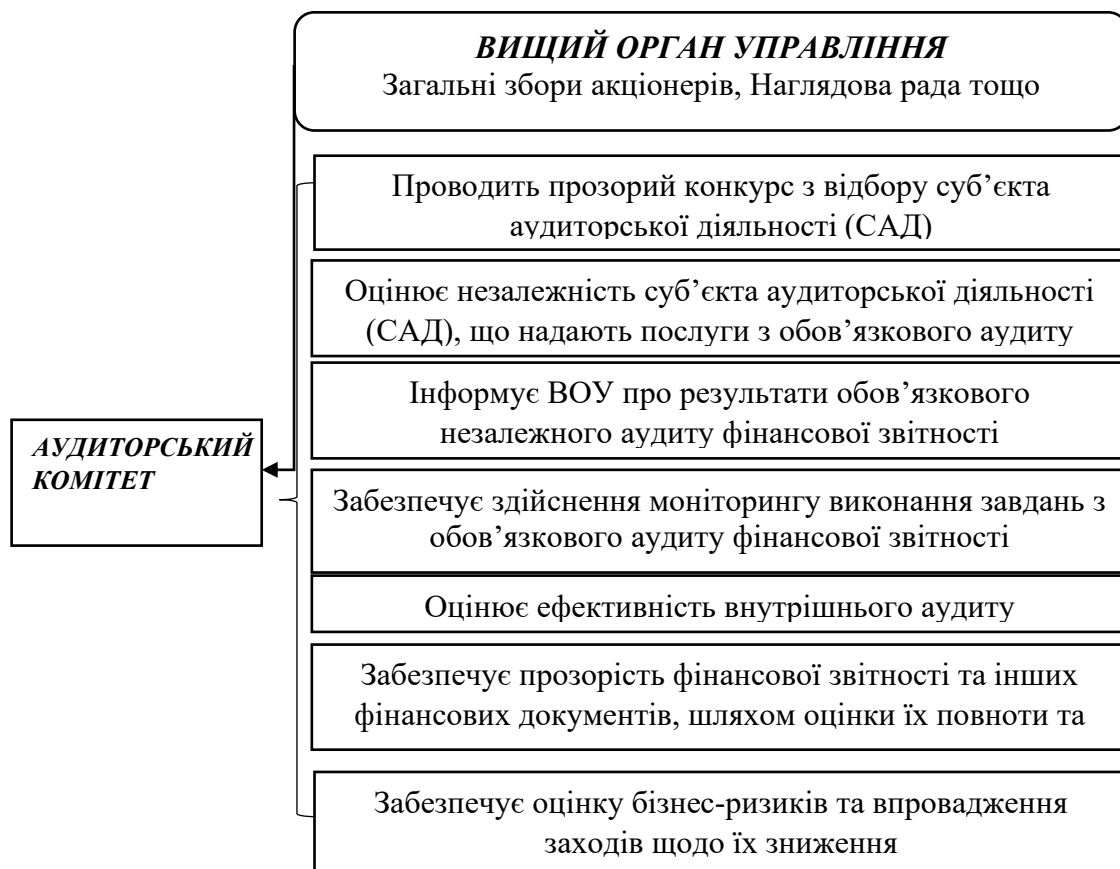 ВИЩИЙ ОРГАН УПРАВЛІННЯ
Загальні збори акціонерів, Наглядова рада тощо
Проводить прозорий конкурс з відбору суб’єкта
аудиторської діяльності (САД)
Оцінює незалежність суб’єкта аудиторської діяльності
(САД), що надають послуги з обов’язкового аудиту
Інформує ВОУ про результати обов’язкового
незалежного аудиту фінансової звітності
АУДИТОРСЬКИЙ
КОМІТЕТ
Забезпечує здійснення моніторингу виконання завдань з
обов’язкового аудиту фінансової звітності
Оцінює ефективність внутрішнього аудиту
Забезпечує прозорість фінансової звітності та інших
фінансових документів, шляхом оцінки їх повноти та
Забезпечує оцінку бізнес-ризиків та впровадження
заходів щодо їх зниження